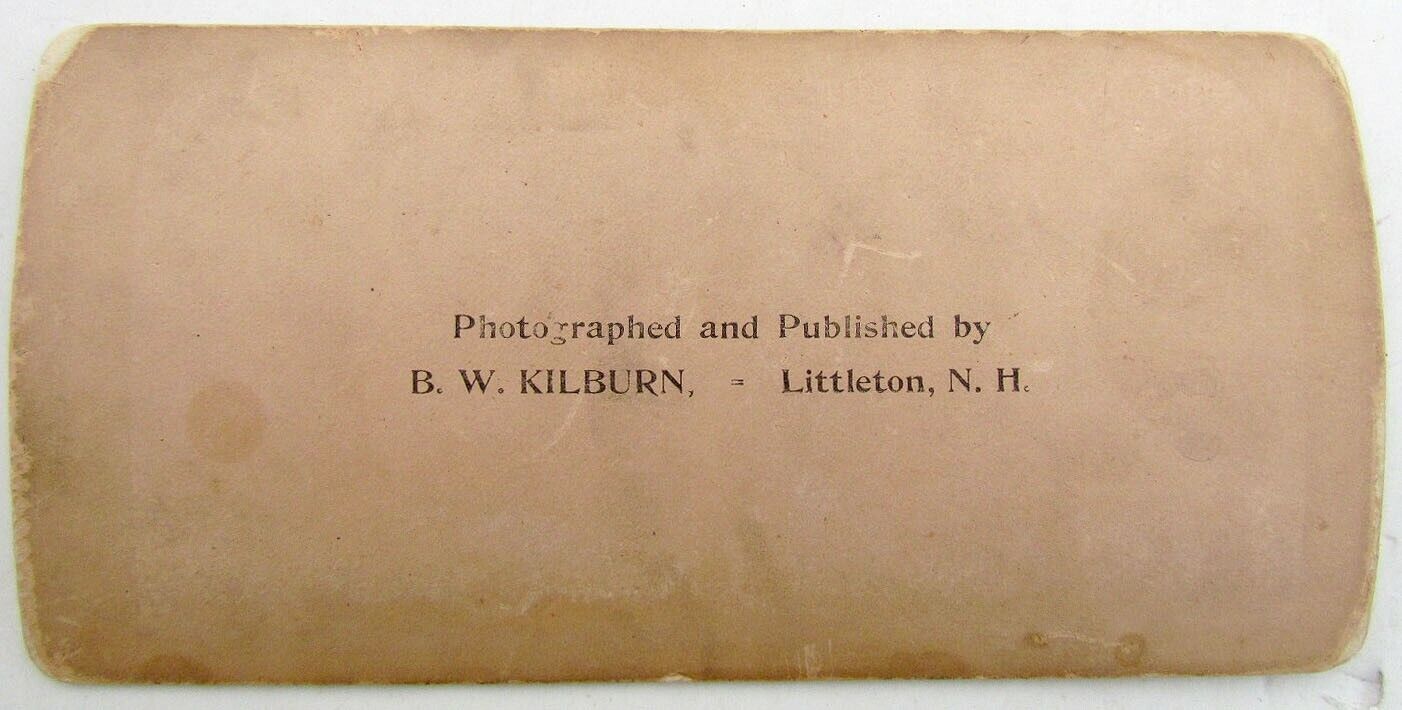 Photographed and Published by
B. W. KILBURN, = Littleton, N. H.